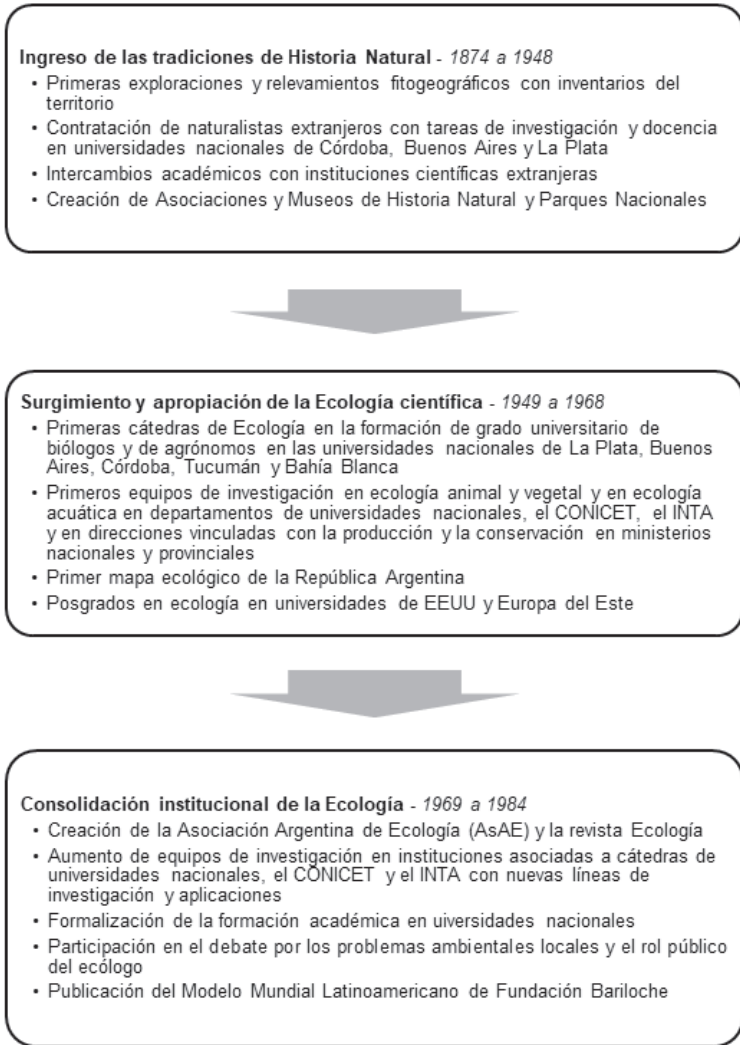 Ingreso de las tradiciones de Historia Natural - 1874 a 1948
• Primeras exploraciones y relevamientos fitogeográficos con inventarios del
territorio
• Contratación de naturalistas extranjeros con tareas de investigación y docencia
en universidades nacionales de Córdoba, Buenos Aires y La Plata
• Intercambios académicos con instituciones científicas extranjeras
• Creación de Asociaciones y Museos de Historia Natural y Parques Nacionales
Surgimiento y apropiación de la Ecología científica - 1949 a 1968
• Primeras cátedras de Ecología en la formación de grado universitario de
biólogos y de agrónomos en las universidades nacionales de La Plata, Buenos
Aires, Córdoba, Tucumán y Bahía Blanca
• Primeros equipos de investigación en ecología animal y vegetal y en ecología
acuática en departamentos de universidades nacionales, el CONICET, el INTA
y en direcciones vinculadas con la producción y la conservación en ministerios
nacionales y provinciales
• Primer mapa ecológico de la República Argentina
• Posgrados en ecología en universidades de EEUU y Europa del Este
Consolidación institucional de la Ecología - 1969 a 1984
• Creación de la Asociación Argentina de Ecología (AsAE) y la revista Ecología
• Aumento de equipos de investigación en instituciones asociadas a cátedras de
universidades nacionales, el CONICET y el INTA con nuevas líneas de
investigación y aplicaciones
• Formalización de la formación académica en uiversidades nacionales
• Participación en el debate por los problemas ambientales locales y el rol público
del ecólogo
• Publicación del Modelo Mundial Latinoamericano de Fundación Bariloche